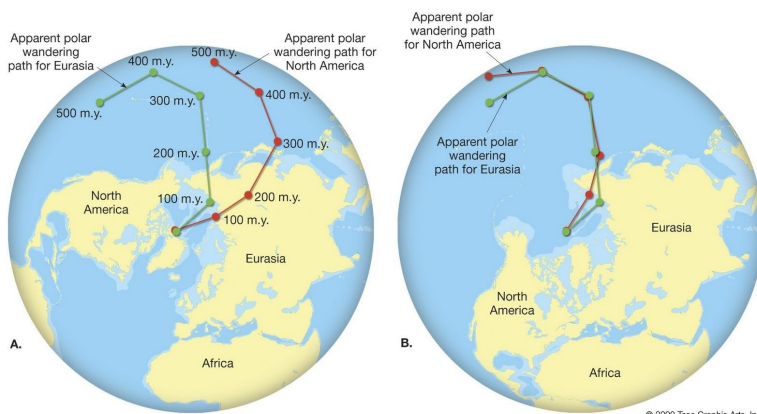 Apparent polar
wandering
path for Eurasia
400 m.y.
500 m.y.
Apparent polar
wandering path for
North America
500 m.y.
300 m.y.
400 m.y.
200 m.y.
300 m.y.
100 m.y.
200 m.y.
100 m.y.
North
America
Eurasia
Africa
A.
Apparent polar
wandering path
for North America
Apparent polar
wandering
path for Eurasia
Eurasia
North
America
Africa
B.